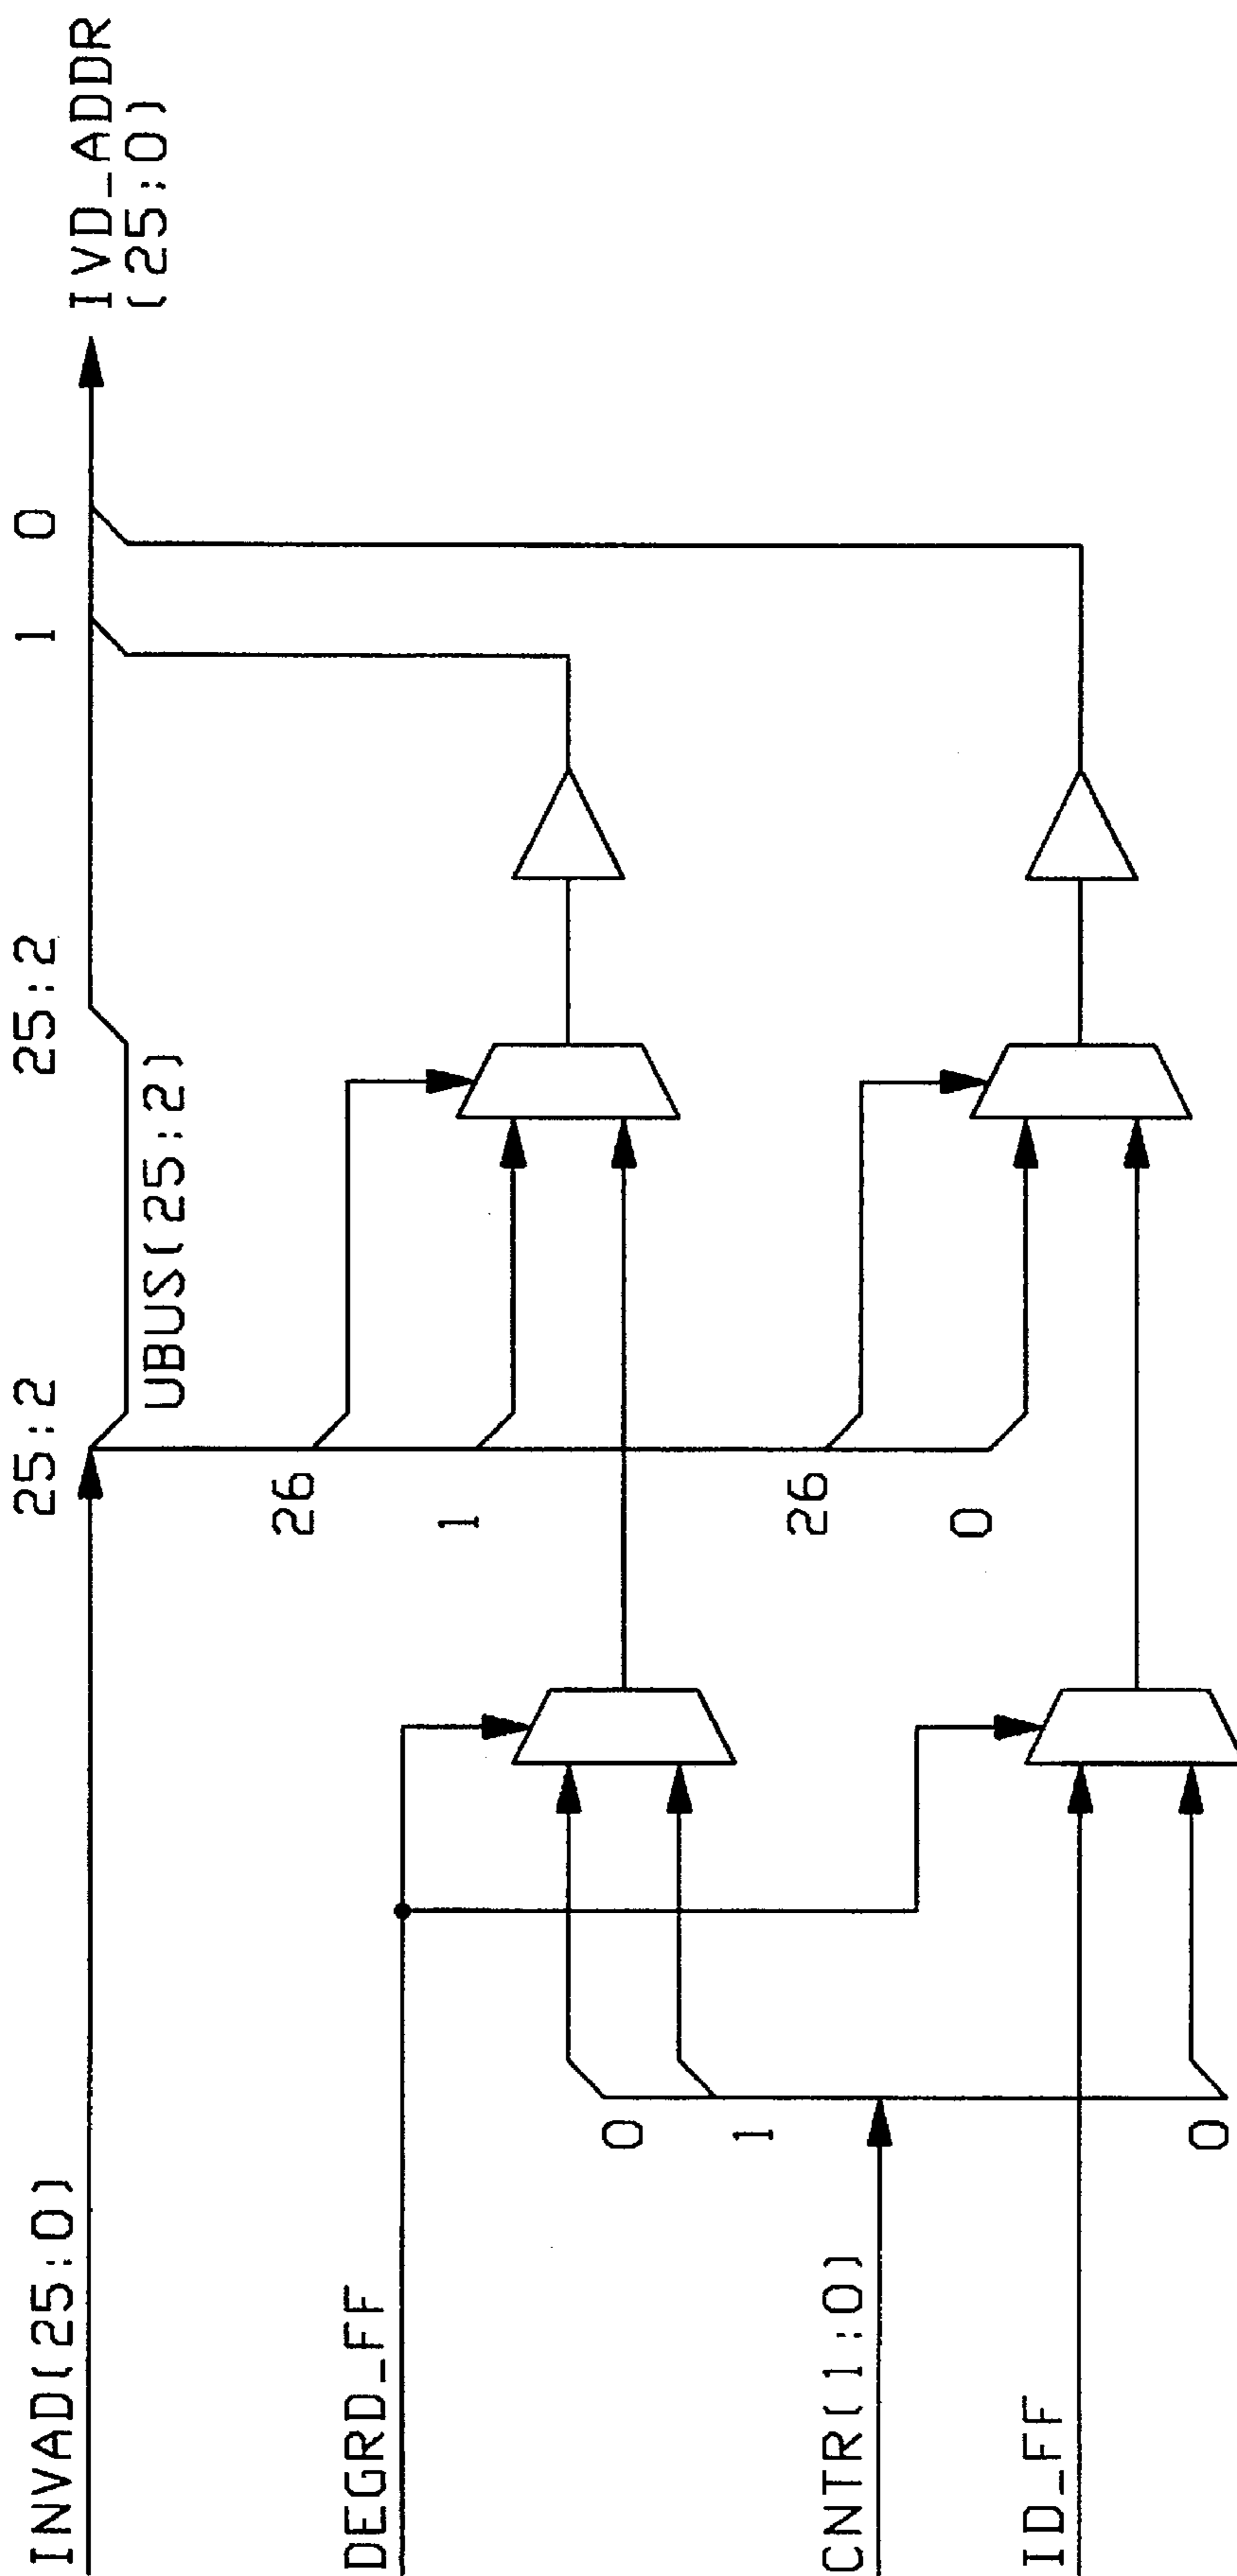 INVAD(25:0)
25:2
25:2
1
0
IVD_ADDR
(25:0)
UBUS(25:2)
26
1
DEGRD_FF
0
1
26
0
CNTR(1:0)
ID_FF
0